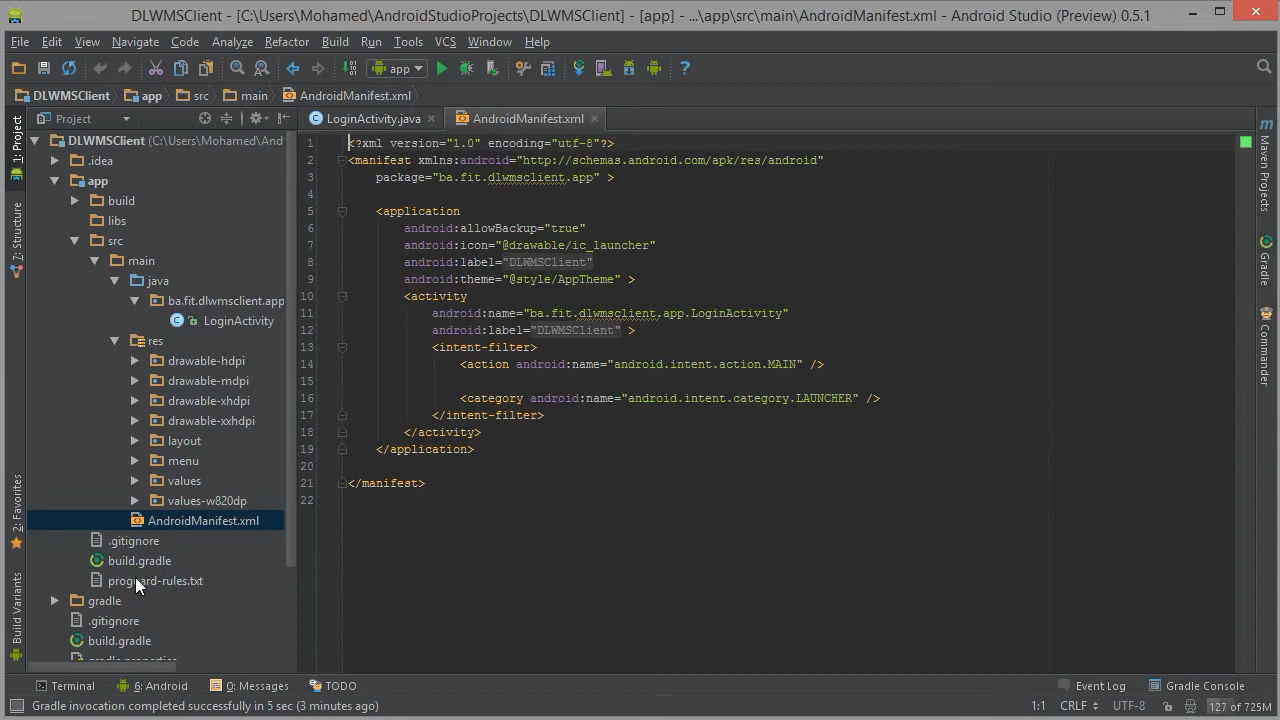 DLWMSClient - [C:\Users\Mohamed\AndroidStudioProjects\DLWMSClient] - [app] - ...\app\src\main\AndroidManifest.xml - Android Studio (Preview) 0.5.1
File Edit View Navigate Code Analyze Refactor Build Run Tools VCS Window Help
app
DLWMSClient app src main AndroidManifest.xml
1: Project
7: Structure
2: Favorites
Build Variants
Project
DLWMSClient (C:\Users\Mohamed\And
.idea
app
build
libs
src
main
java
ba.fit.dlwmsclient.app
LoginActivity
res
drawable-hdpi
drawable-mdpi
drawable-xhdpi
drawable-xxhdpi
layout
menu
values
values-w820dp
AndroidManifest.xml
.gitignore
build.gradle
proguard-rules.txt
gradle
.gitignore
build.gradle
gradle.properties
LoginActivity.java AndroidManifest.xml
1 <?xml version="1.0" encoding="utf-8"?>
2 <manifest xmlns:android="http://schemas.android.com/apk/res/android"
3 package="ba.fit.dlwmsclient.app" >
4
5 <application
6 android:allowBackup="true"
7 android:icon="@drawable/ic_launcher"
8 android:label="DLWMSClient"
9 android:theme="@style/AppTheme" >
10 <activity
11 android:name="ba.fit.dlwmsclient.app.LoginActivity"
12 android:label="DLWMSClient" >
13 <intent-filter>
14 <action android:name="android.intent.action.MAIN" />
15
16 <category android:name="android.intent.category.LAUNCHER" />
17 </intent-filter>
18 </activity>
19 </application>
20
21 </manifest>
22
Maven Projects
Gradle
Commander
Terminal 6: Android 0: Messages TODO Event Log Gradle Console
Gradle invocation completed successfully in 5 sec (3 minutes ago) 1:1 CRLF UTF-8 127 of 725M